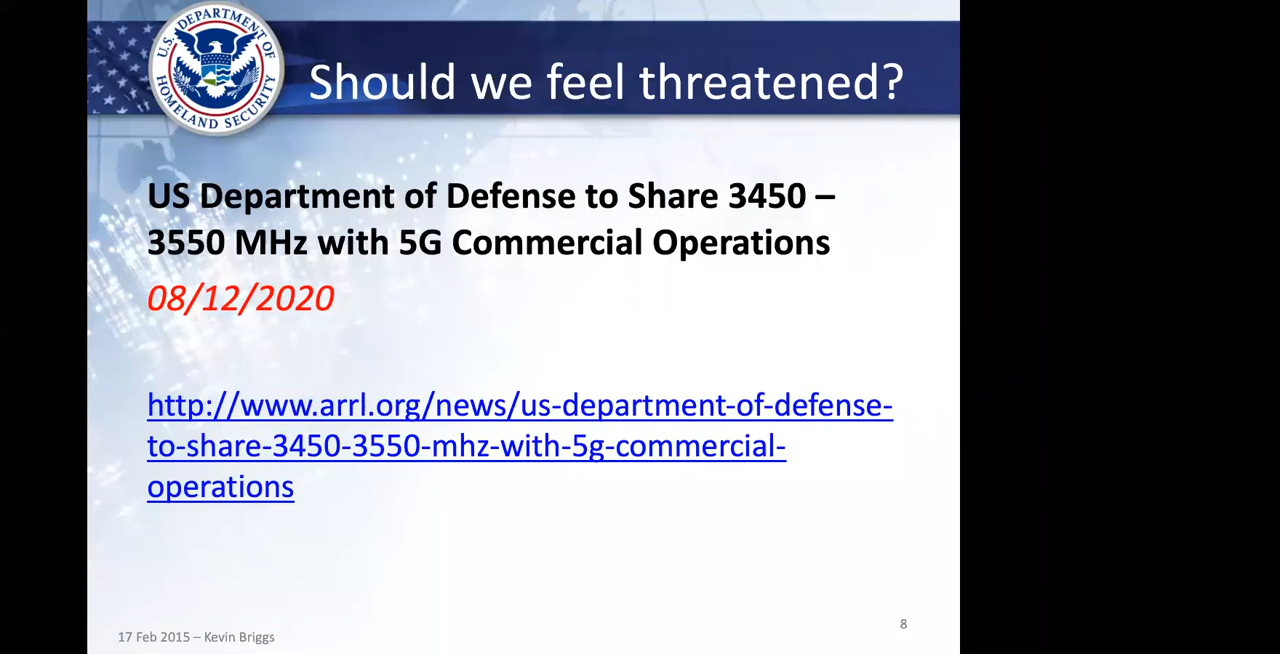 U.S. DEPARTMENT OF
HOMELAND SECURITY
Should we feel threatened?
US Department of Defense to Share 3450 –
3550 MHz with 5G Commercial Operations
08/12/2020
http://www.arrl.org/news/us-department-of-defense-
to-share-3450-3550-mhz-with-5g-commercial-
operations
17 Feb 2015 – Kevin Briggs
8